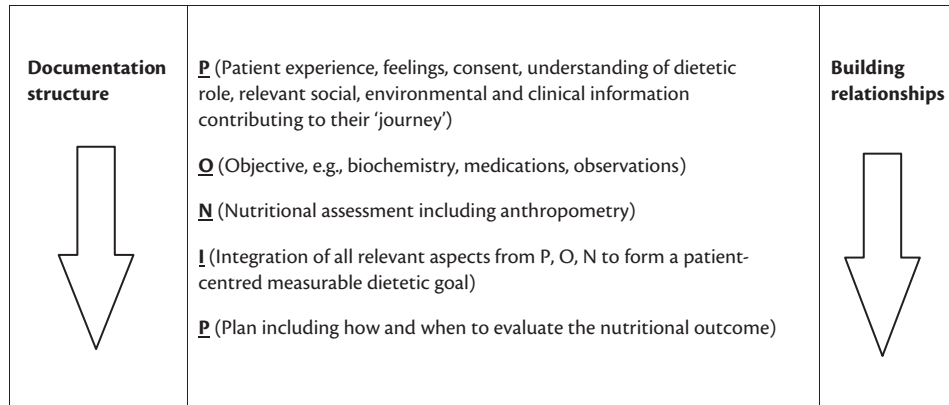 Documentation
structure
P (Patient experience, feelings, consent, understanding of dietetic
role, relevant social, environmental and clinical information
contributing to their ‘journey’)
O (Objective, e.g., biochemistry, medications, observations)
N (Nutritional assessment including anthropometry)
I (Integration of all relevant aspects from P, O, N to form a patient-
centred measurable dietetic goal)
P (Plan including how and when to evaluate the nutritional outcome)
Building
relationships